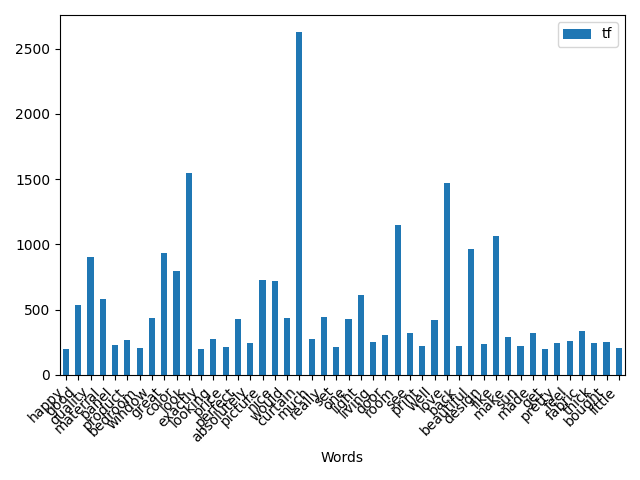 2500
2000
1500
1000
500
0
tf
happy
good
quality
material
panel
product
bedroom
window
great
color
look
exactly
looking
price
perfect
absolutely
picture
nice
would
curtain
much
really
set
one
light
living
door
room
see
print
well
love
beautiful
design
like
make
sun
made
get
pretty
feel
fabric
thick
bought
little
Words